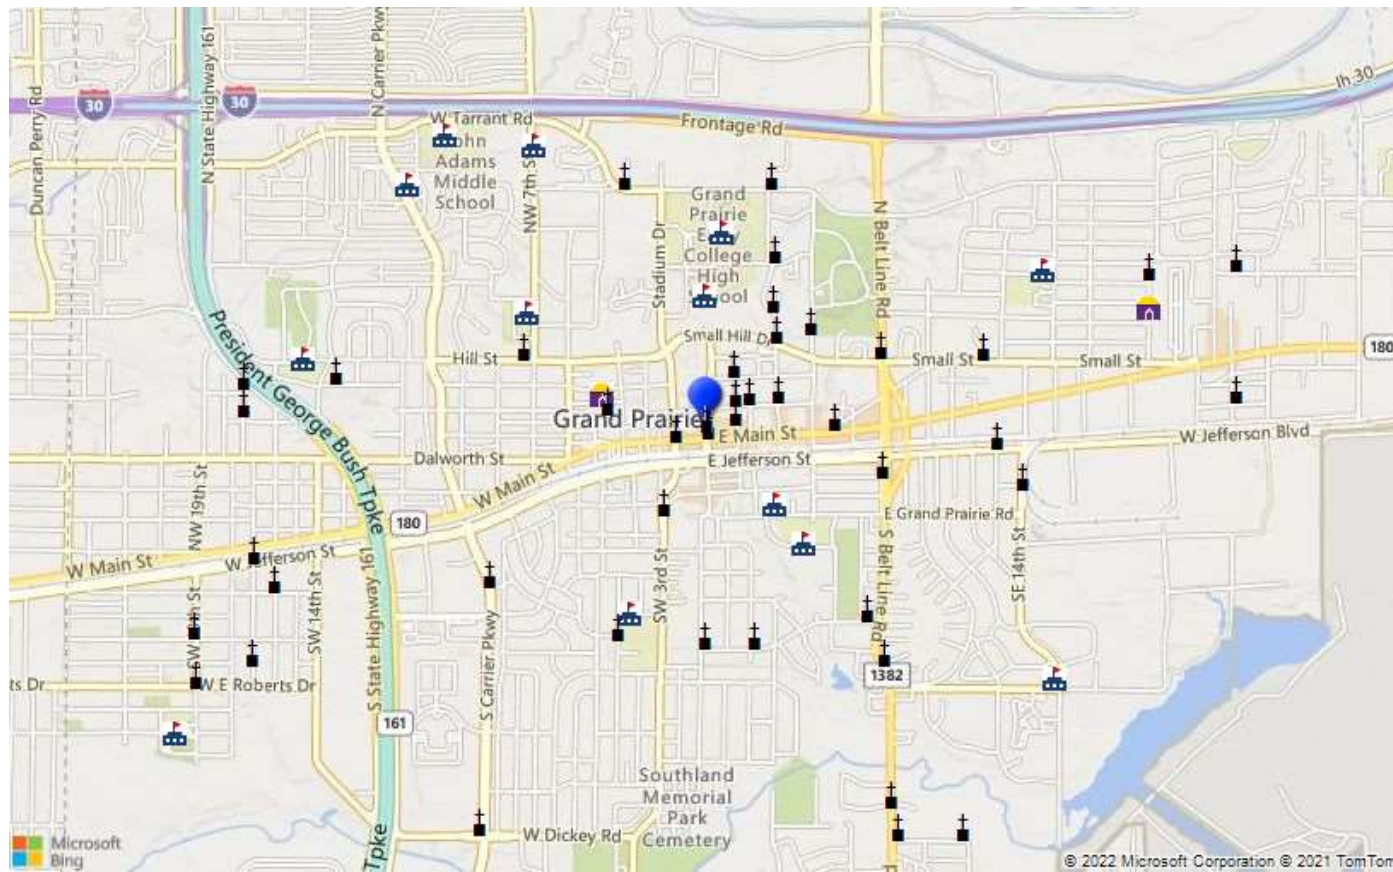 Duncan Perry Rd
N State Highway 161
N Carrier Pkwy
30
30
W Tarrant Rd
Frontage Rd
Ih 30
John
Adams
Middle
School
NW 7th St
Grand
Prairie
College
High
Stadium Dr
N Belt Line Rd
President George Bush Tpke
Small Hill Dr
Hill St
Small St
Small St
180
Grand Prairie
E Main St
W Jefferson Blvd
Dalworth St
E Jefferson St
W Main St
NW 19th St
180
E Grand Prairie Rd
W Main St
W Jefferson St
SW 14th St
S State Highway 161
SW 3rd St
S Belt Line Rd
SE 14th St
S Carrier Pkwy
ts Dr
W E Roberts Dr
1382
161
Southland
Memorial
Park
Cemetery
W Dickey Rd
Tpke
Microsoft
Bing
© 2022 Microsoft Corporation © 2021 TomTom